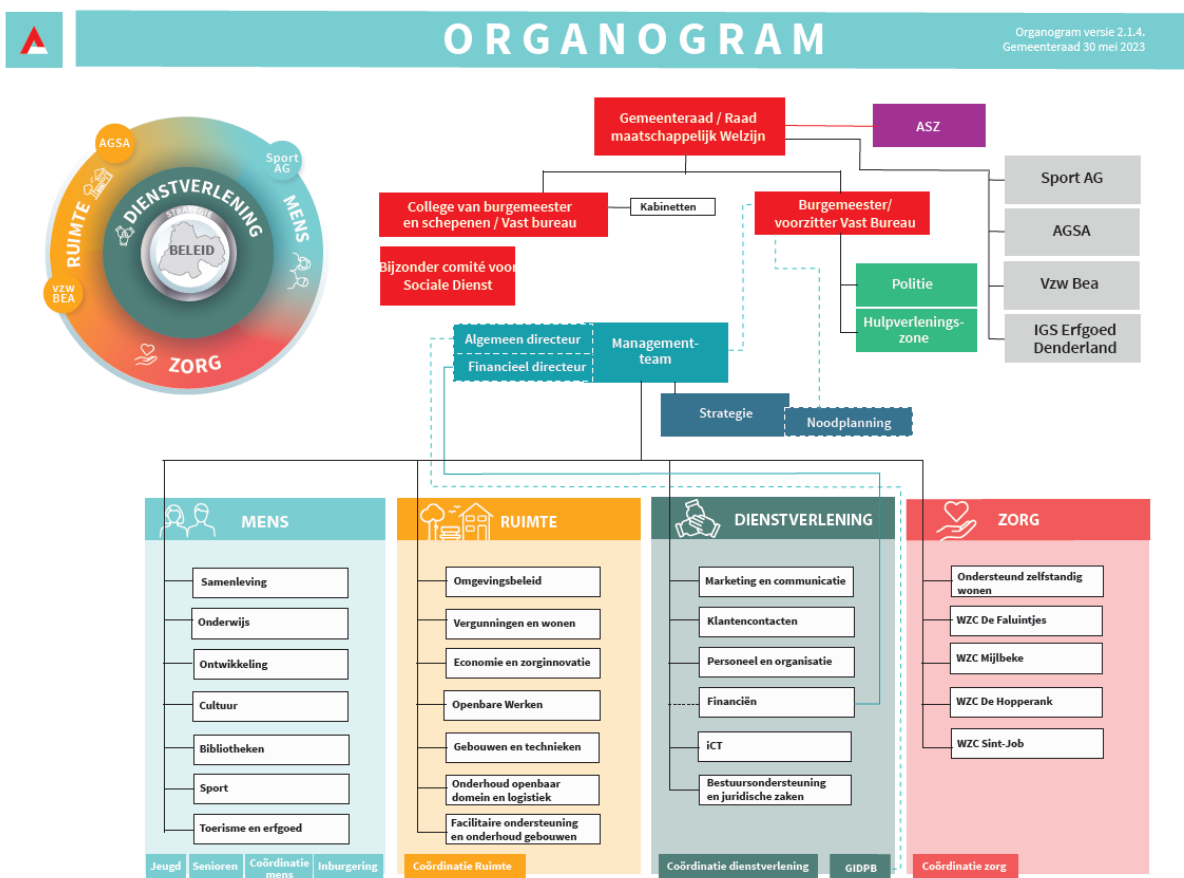 ORGANOGRAM
Organogram versie 2.1.4.
Gemeenteraad 30 mei 2023
AGSA
Sport
AG
RUIMTE
DIENSTVERLENING
MENS
STRATEGIE
BELEID
VZW
BEA
ZORG
Gemeenteraad / Raad
maatschappelijk Welzijn
ASZ
Sport AG
AGSA
Vzw Bea
IGS Erfgoed
Denderland
College van burgemeester
en schepenen / Vast bureau
Kabinetten
Burgemeester/
voorzitter Vast Bureau
Bijzonder comité voor
Sociale Dienst
Politie
Hulpverlenings-
zone
Algemeen directeur
Financieel directeur
Management-
team
Strategie
Noodplanning
MENS
Samenleving
Onderwijs
Ontwikkeling
Cultuur
Bibliotheken
Sport
Toerisme en erfgoed
Jeugd
Senioren
Coördinatie
mens
Inburgering
RUIMTE
Omgevingsbeleid
Vergunningen en wonen
Economie en zorginnovatie
Openbare Werken
Gebouwen en technieken
Onderhoud openbaar
domein en logistiek
Facilitaire ondersteuning
en onderhoud gebouwen
Coördinatie Ruimte
DIENSTVERLENING
Marketing en communicatie
Klantencontacten
Personeel en organisatie
Financiën
iCT
Bestuursondersteuning
en juridische zaken
Coördinatie dienstverlening
GIDPB
ZORG
Ondersteund zelfstandig
wonen
WZC De Faluintjes
WZC Mijlbeke
WZC De Hopperank
WZC Sint-Job
Coördinatie zorg